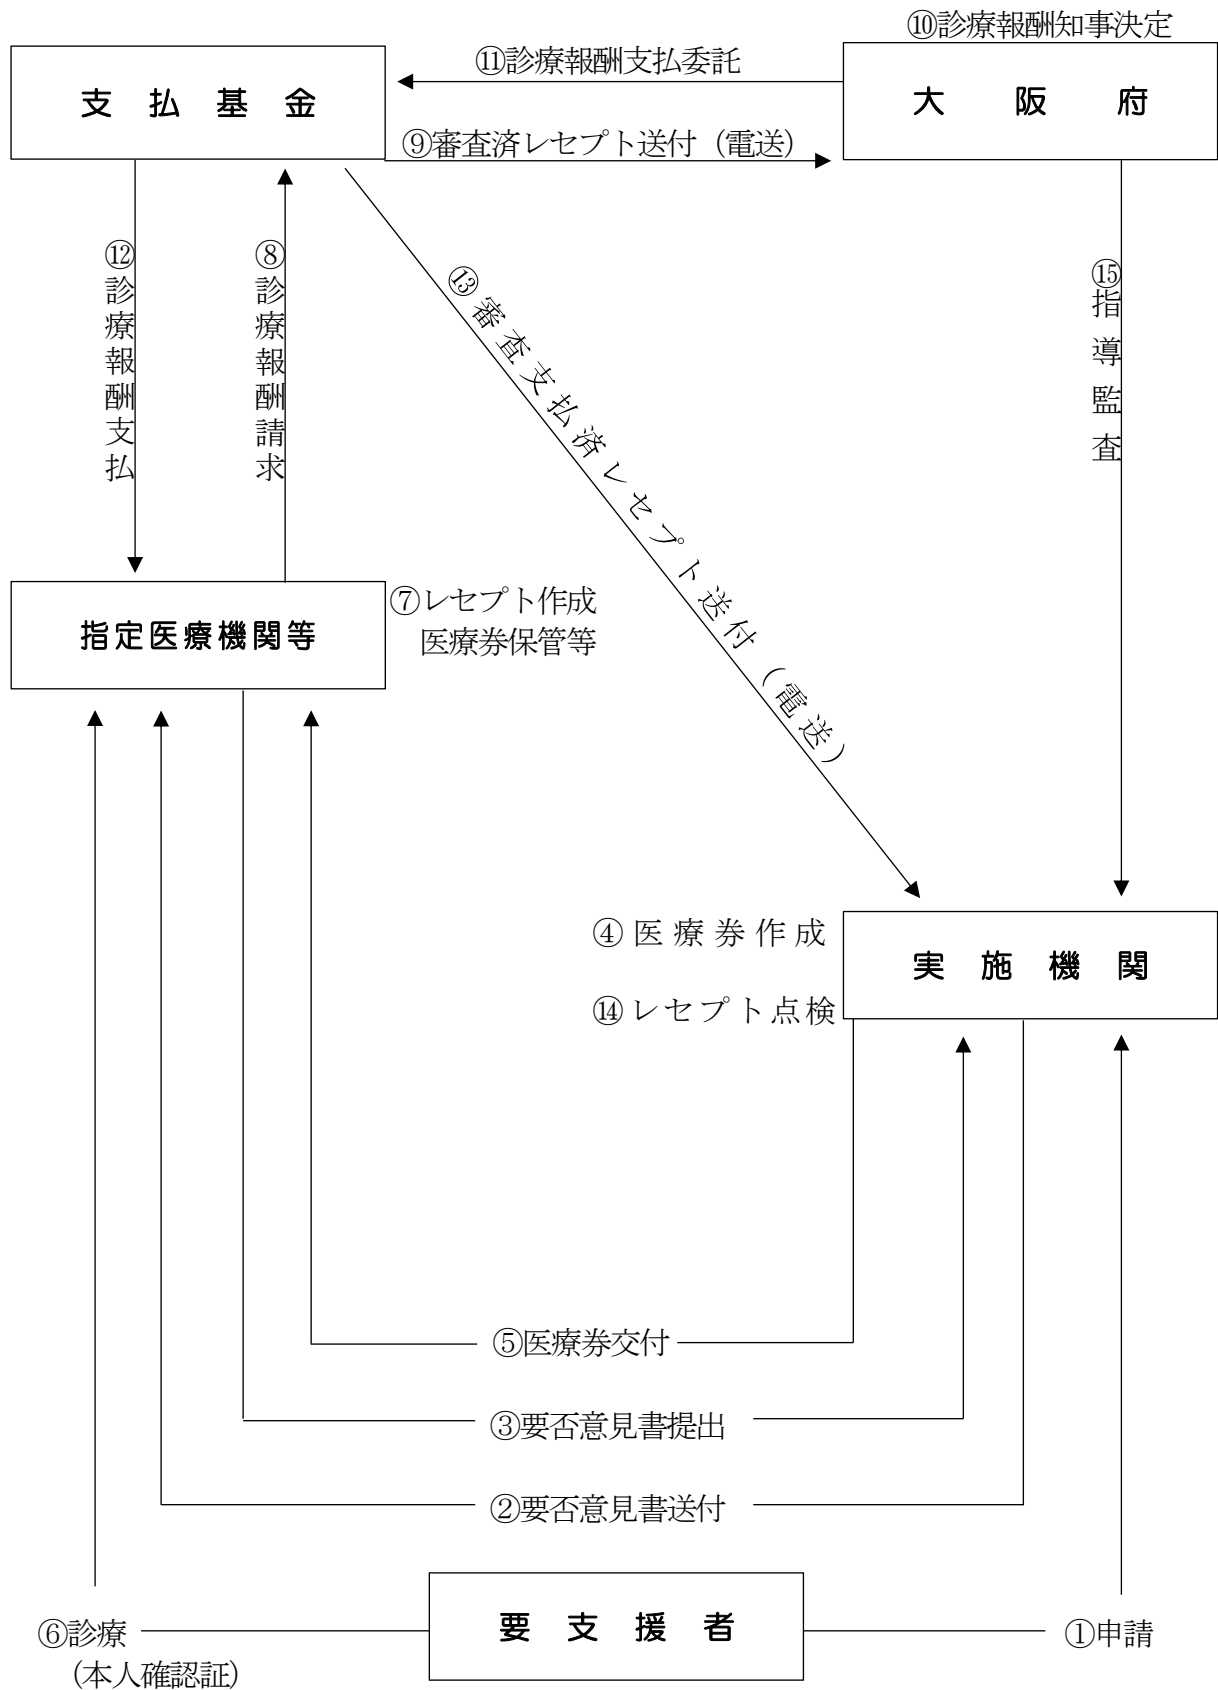 ⑩診療報酬知事決定
⑪診療報酬支払委託
支払基金
大阪府
⑨審査済レセプト送付（電送）
⑫診療報酬支払
⑧診療報酬請求
⑬審査支払済レセプト送付（電送）
⑮指導監査
指定医療機関等
⑦レセプト作成
医療券保管等
④医療券作成
実施機関
⑭レセプト点検
⑤医療券交付
③要否意見書提出
②要否意見書送付
⑥診療
（本人確認証）
要支援者
①申請